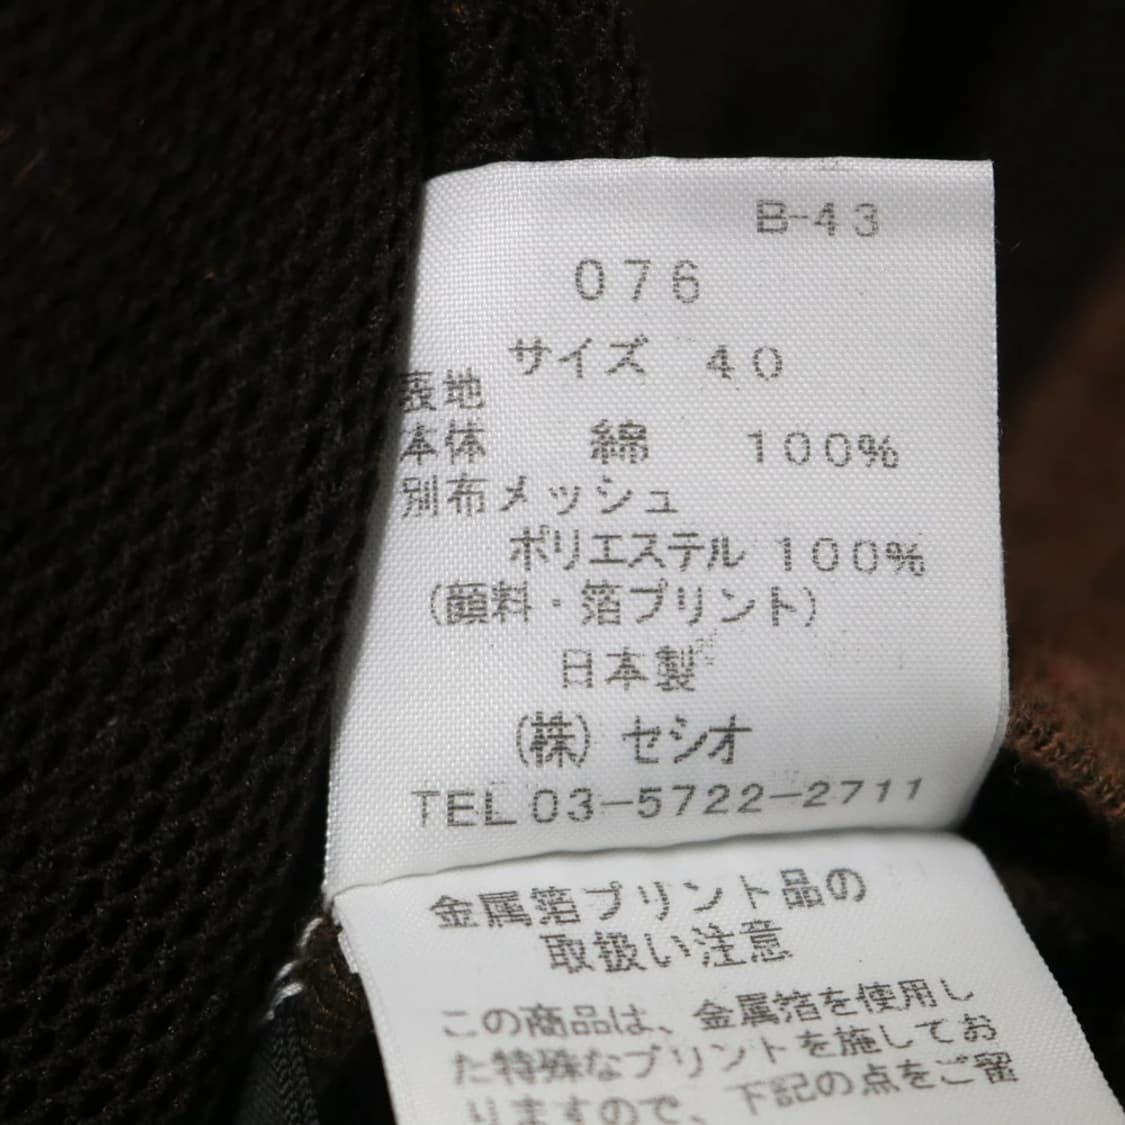 B-43
076
サイズ 40
表地
本体 綿 100%
別布メッシュ
ポリエステル 100%
(顔料・箔プリント)
日本製
(株) セシオ
TEL 03-5722-2711
金属箔プリント品の
取扱い注意
この商品は、金属箔を使用し
た特殊なプリントを施してお
りますので、下記の点をご留